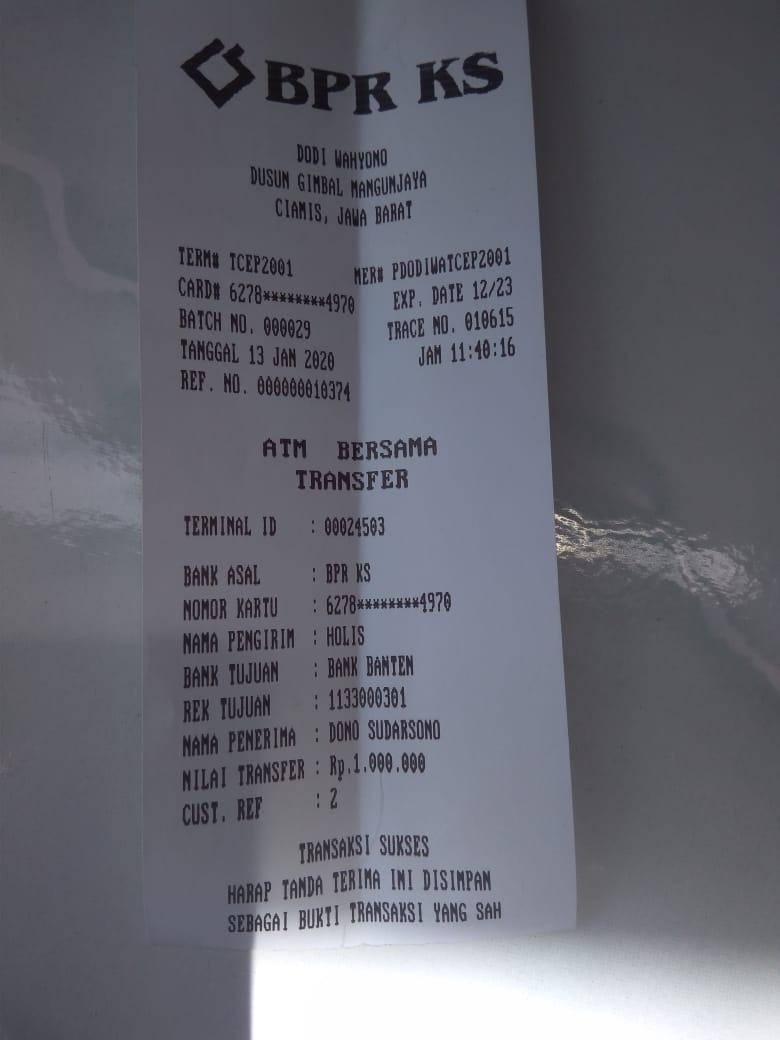 BPR KS
DODI WAHYONO
DUSUN GIMBAL MANGUNJAYA
CIAMIS, JAWA BARAT
TERM# TCEP2001 MER# PDODIWATCEP2001
CARD# 6278********4970 EXP. DATE 12/23
BATCH NO. 000029 TRACE NO. 010615
TANGGAL 13 JAN 2020 JAM 11:40:16
REF. NO. 000000010374
ATM BERSAMA
TRANSFER
TERMINAL ID : 00024503
BANK ASAL : BPR KS
NOMOR KARTU : 6278********4970
NAMA PENGIRIM : HOLIS
BANK TUJUAN : BANK BANTEN
REK TUJUAN : 1133000301
NAMA PENERIMA : DONO SUDARSONO
NILAI TRANSFER : Rp.1.000.000
CUST. REF : 2
TRANSAKSI SUKSES
HARAP TANDA TERIMA INI DISIMPAN
SEBAGAI BUKTI TRANSAKSI YANG SAH